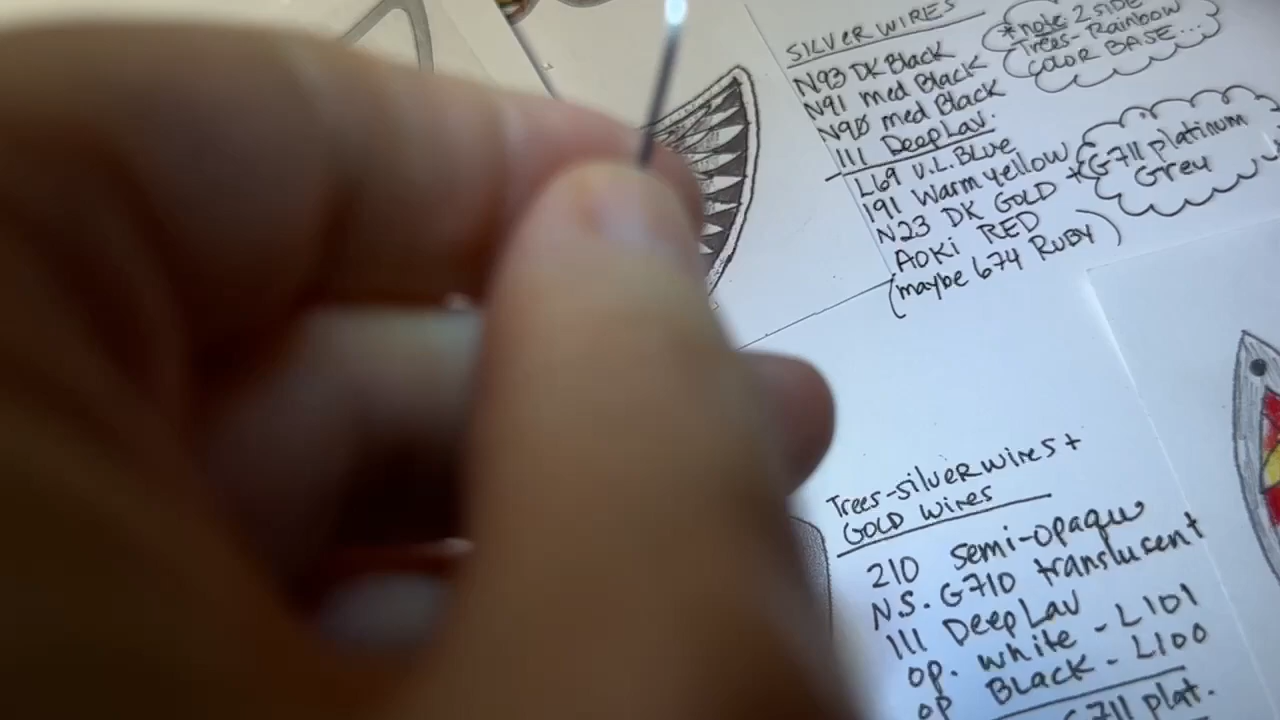 SILVER WIRES
N93 DK Black
N91 med Black
N90 med Black
111 Deep Lav.
L69 U.L. BLUE
191 Warm yellow
N23 DK GOLD +
AOKi RED
(maybe 674 RUBY)
*note 2 SIDE
Trees-Rainbow
COLOR BASE...
G711 platinum
Grey
Trees-silver wires +
GOLD wires
210 semi-opaque
N.S. G710 translucent
111 Deep Lav
op. white - L101
op Black - L100
G711 plat.